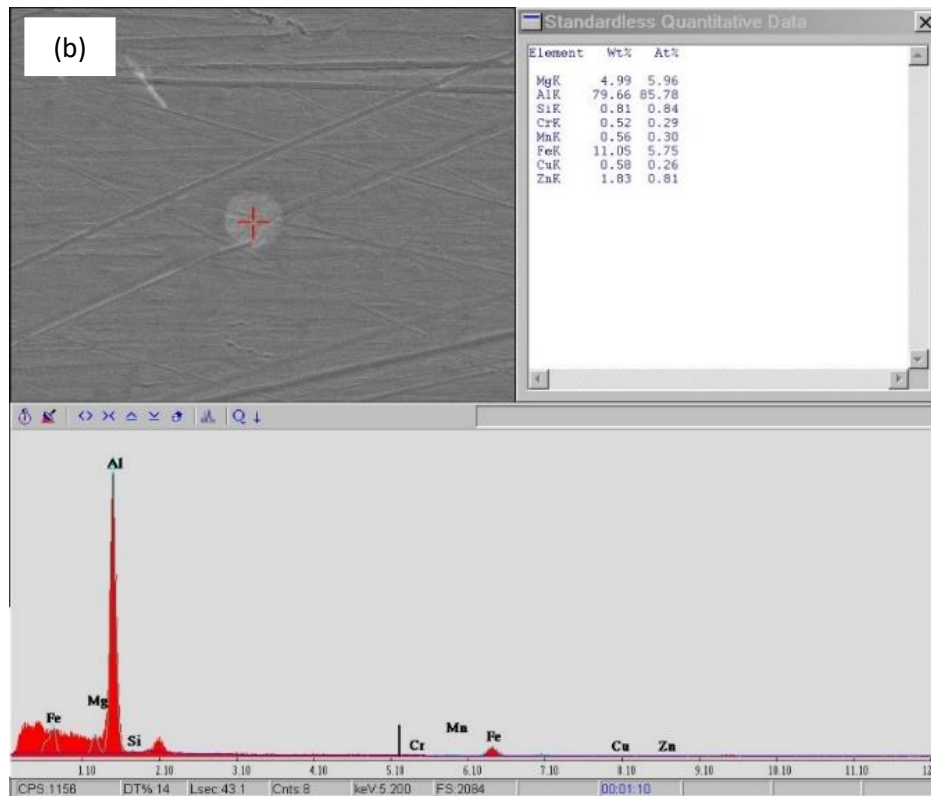 (b)
Standardless Quantitative Data
Element Wt% At%
MgK 4.99 5.96
AlK 79.66 85.78
SiK 0.81 0.84
CrK 0.52 0.29
MnK 0.56 0.30
FeK 11.05 5.75
CuK 0.58 0.26
ZnK 1.83 0.81
Al
Fe
Mg
Si
Cr
Mn
Fe
Cu
Zn
1.10 2.10 3.10 4.10 5.10 6.10 7.10 8.10 9.10 10.10 11.10 12
CPS:1156 DT%:14 Lsec:43.1 Cnts:8 keV:5.200 FS:2084 00:01:10